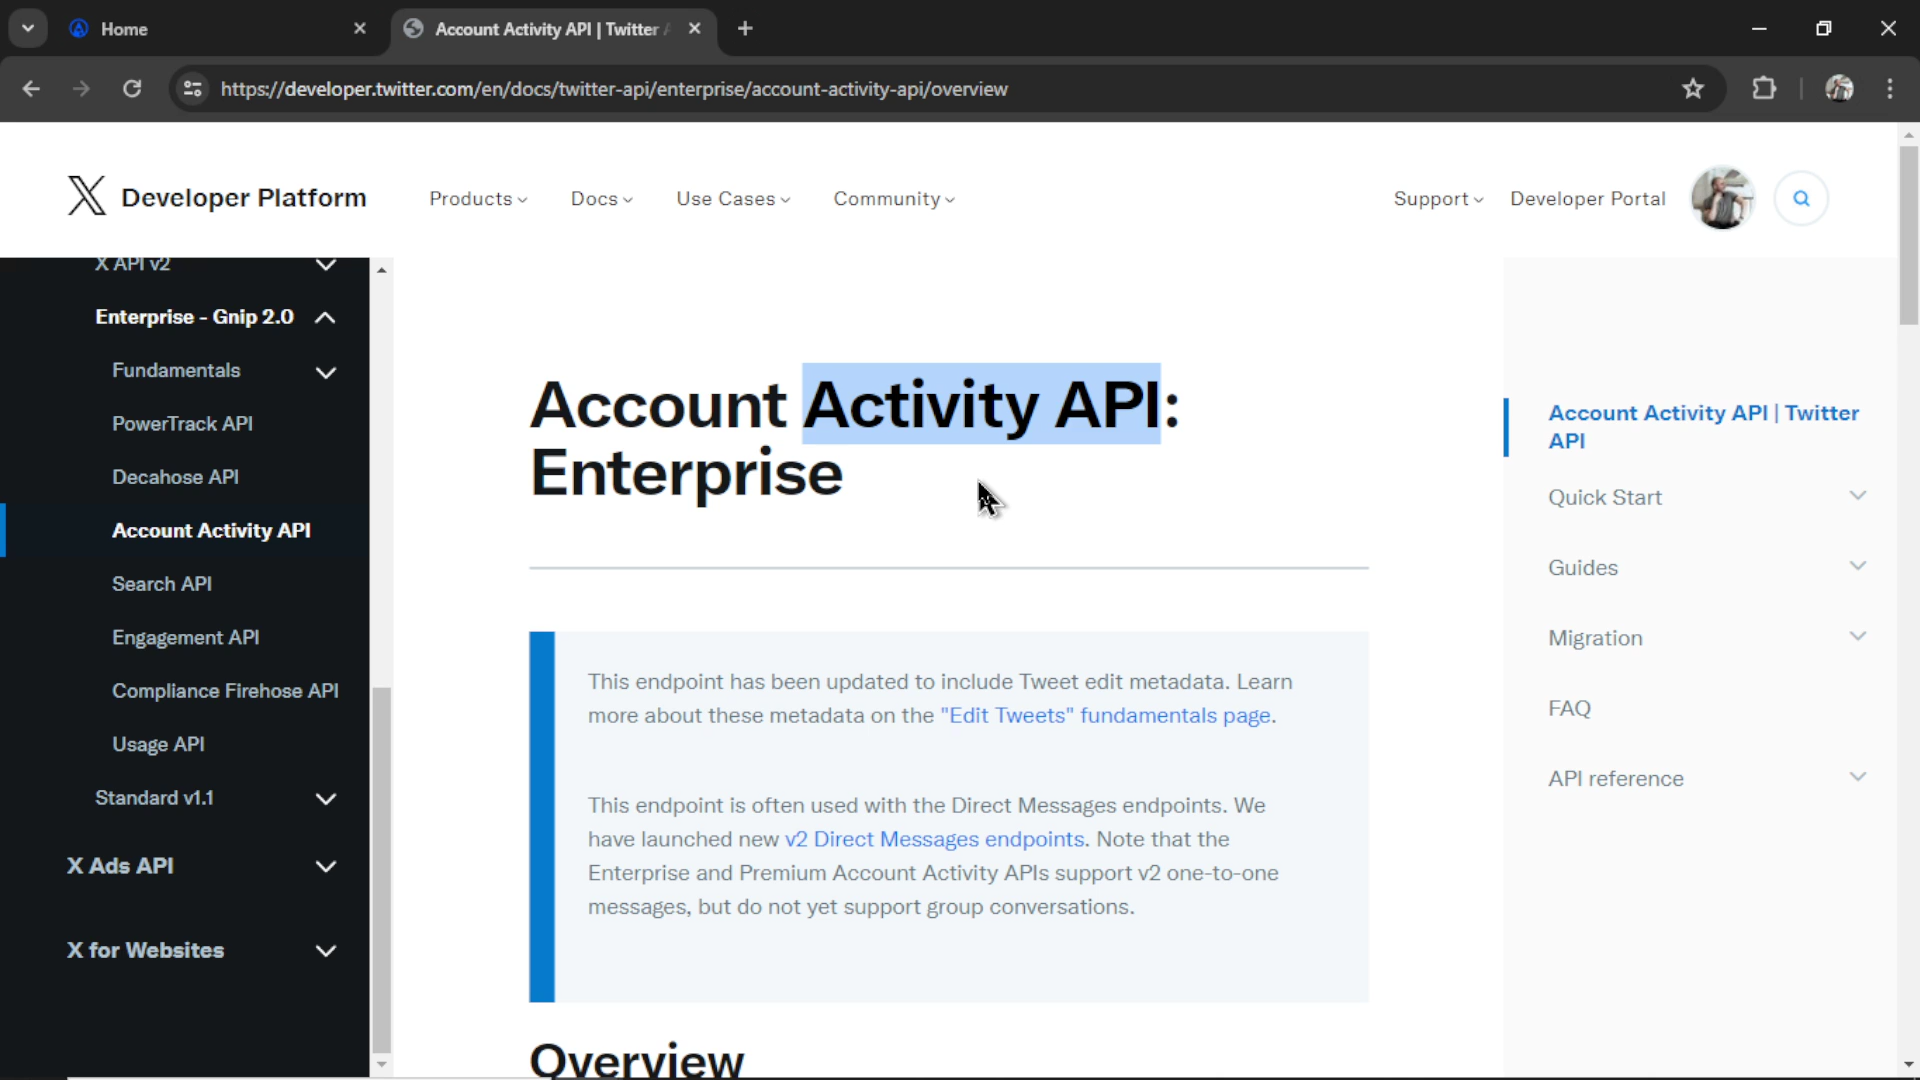 Home
Account Activity API | Twitter
https://developer.twitter.com/en/docs/twitter-api/enterprise/account-activity-api/overview
Developer Platform
Products
Docs
Use Cases
Community
Support
Developer Portal
X API v2
Enterprise - Gnip 2.0
Fundamentals
PowerTrack API
Decahose API
Account Activity API
Search API
Engagement API
Compliance Firehose API
Usage API
Standard v1.1
X Ads API
X for Websites
Account Activity API:
Enterprise
This endpoint has been updated to include Tweet edit metadata. Learn
more about these metadata on the "Edit Tweets" fundamentals page.
This endpoint is often used with the Direct Messages endpoints. We
have launched new v2 Direct Messages endpoints. Note that the
Enterprise and Premium Account Activity APIs support v2 one-to-one
messages, but do not yet support group conversations.
Overview
Account Activity API | Twitter
API
Quick Start
Guides
Migration
FAQ
API reference